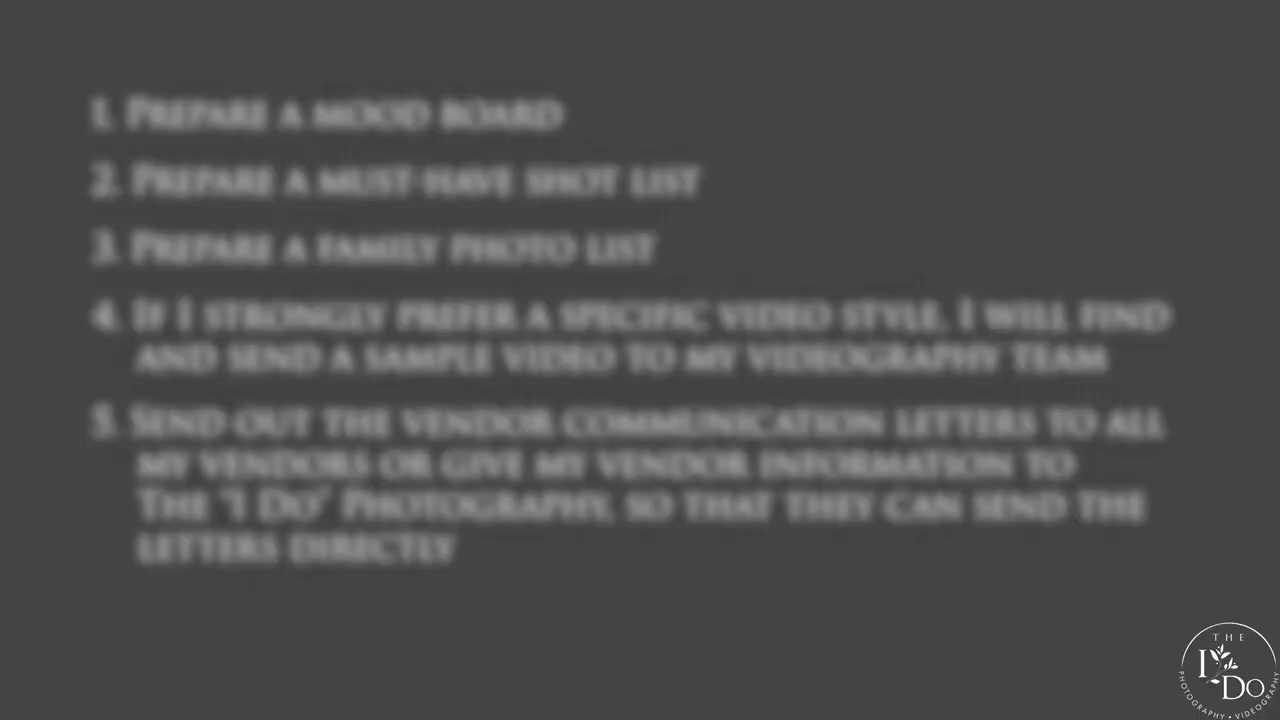 1. Prepare a mood board
2. Prepare a must-have shot list
3. Prepare a family photo list
4. If I strongly prefer a specific video style, I will find
and send a sample video to my videography team
5. Send out the vendor communication letters to all
my vendors or give my vendor information to
The "I Do" Photography, so that they can send the
letters directly
THE
I Do
PHOTOGRAPHY • VIDEOGRAPHY